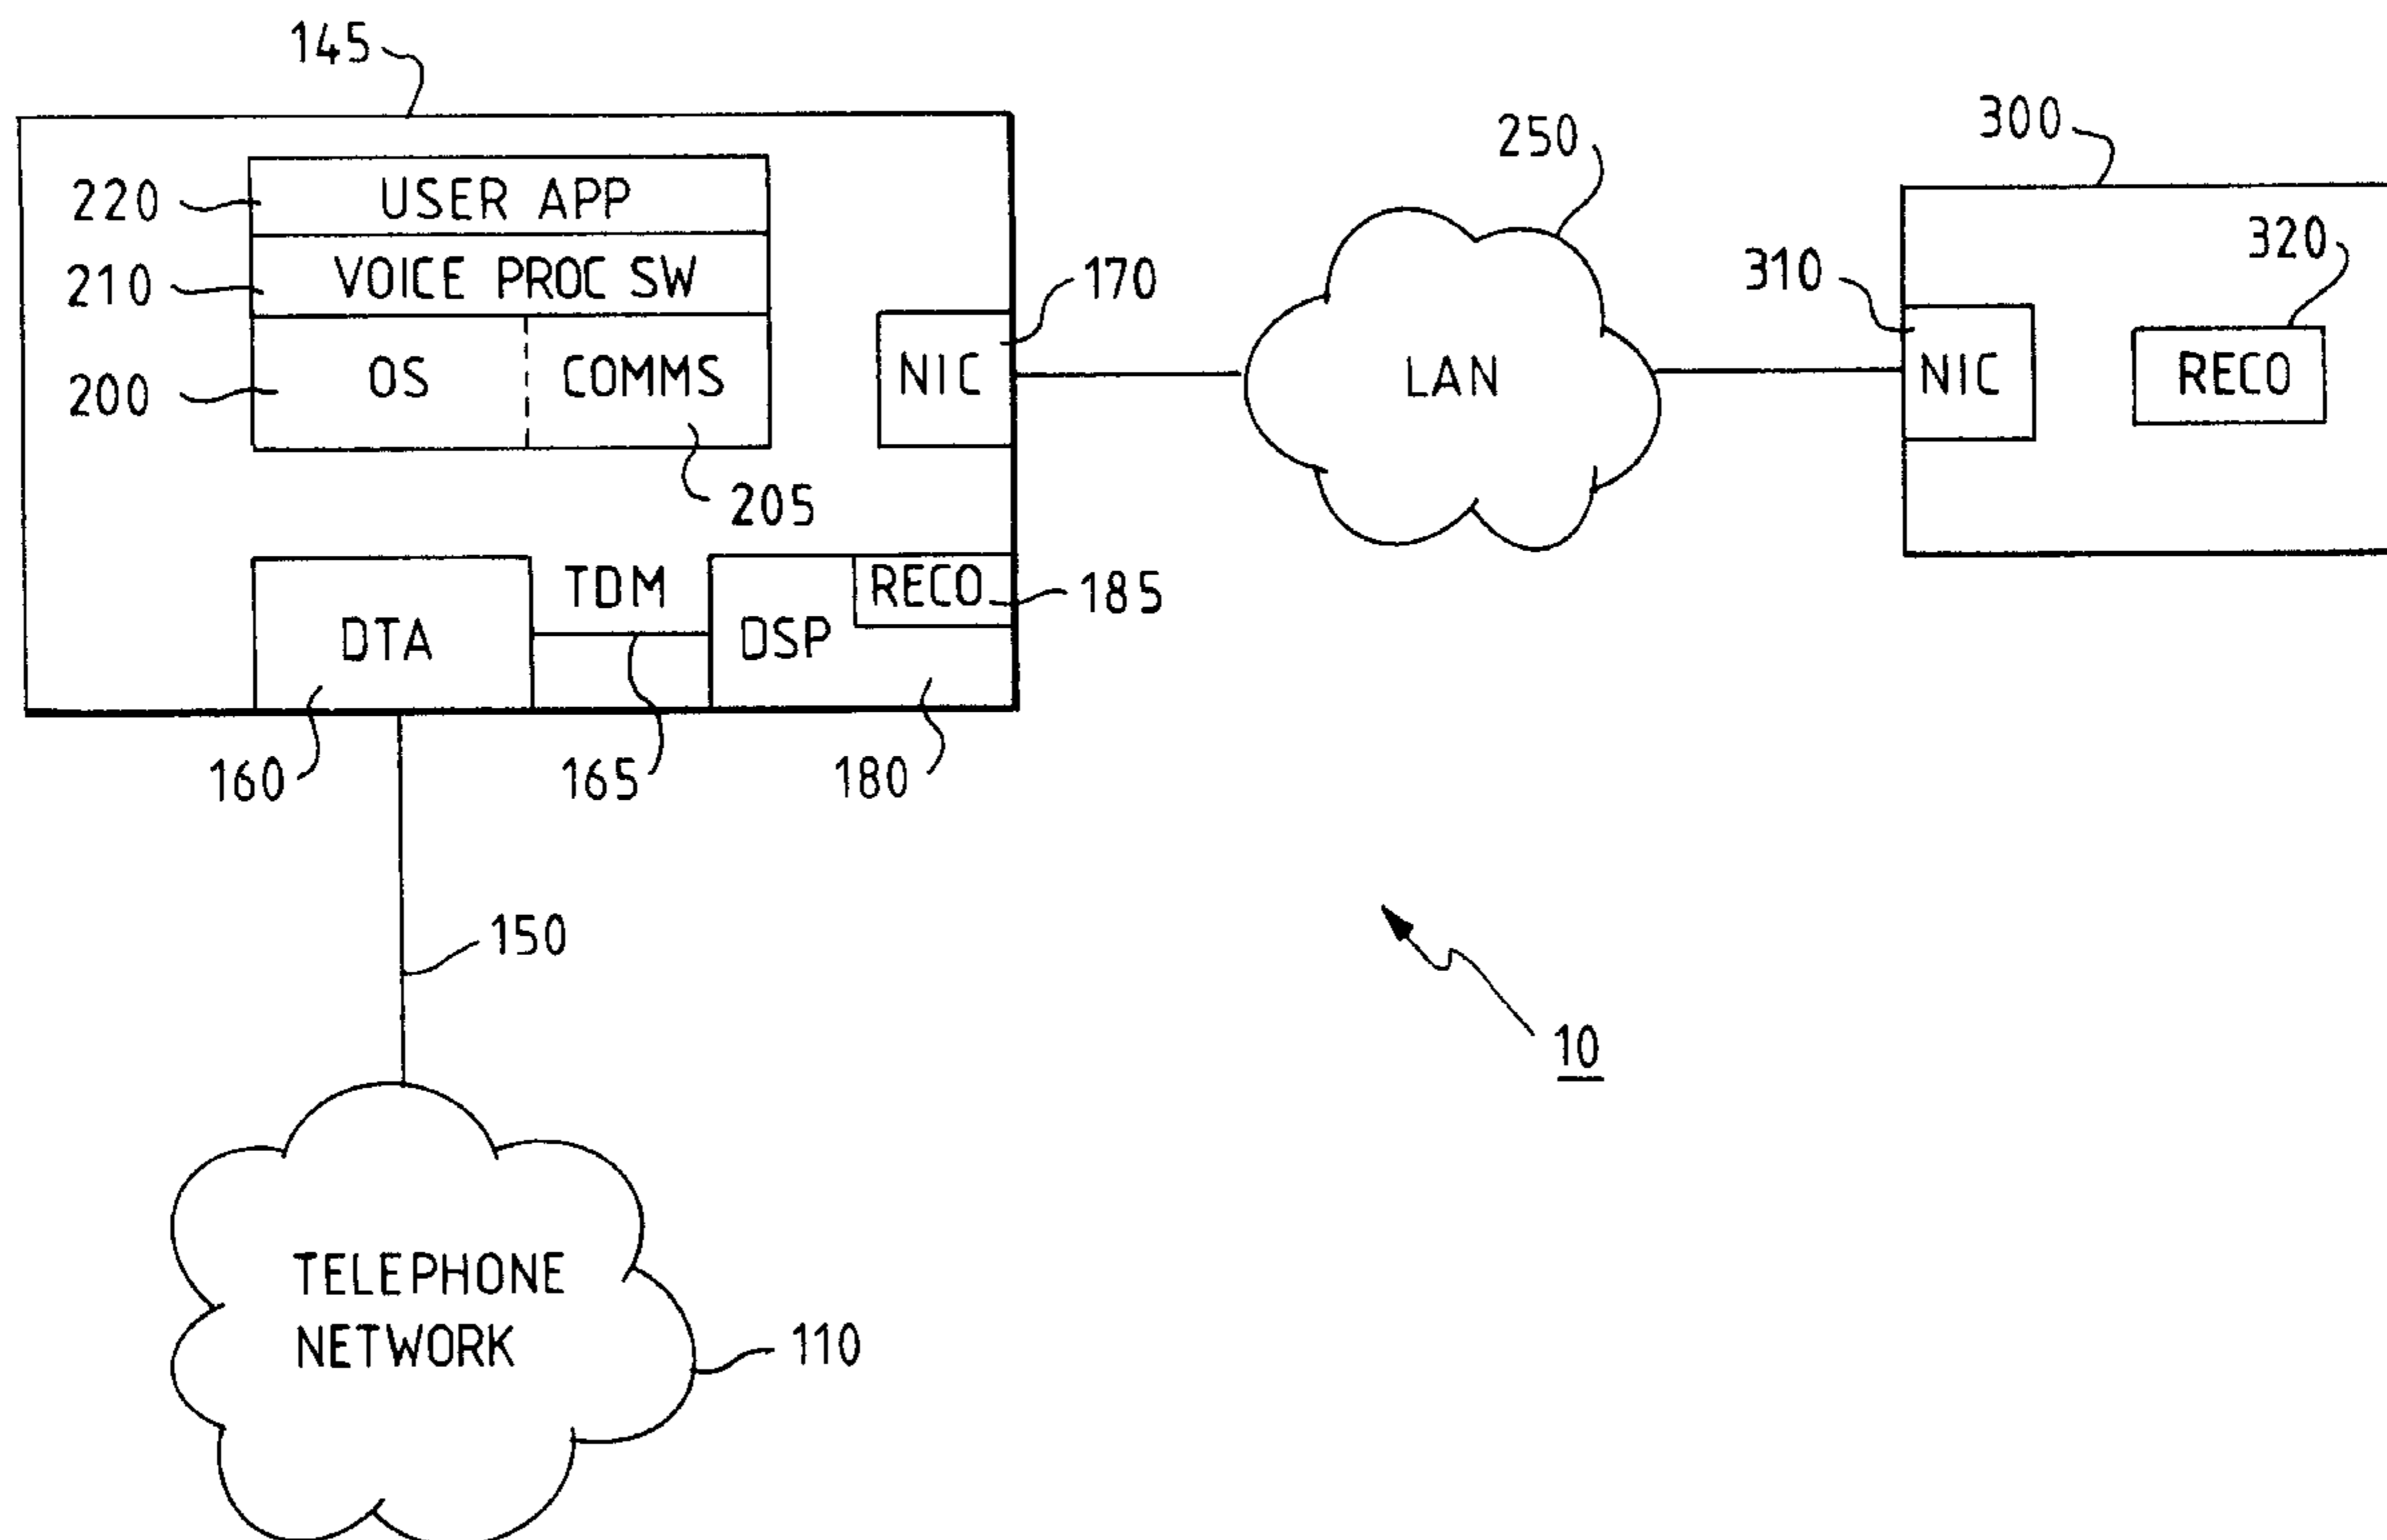 145
250
300
220
USER APP
320
210
VOICE PROC SW
170
310
200
OS
COMMS
NIC
LAN
NIC
RECO
205
TDM
RECO
185
DTA
DSP
160
165
180
150
10
TELEPHONE
NETWORK
110